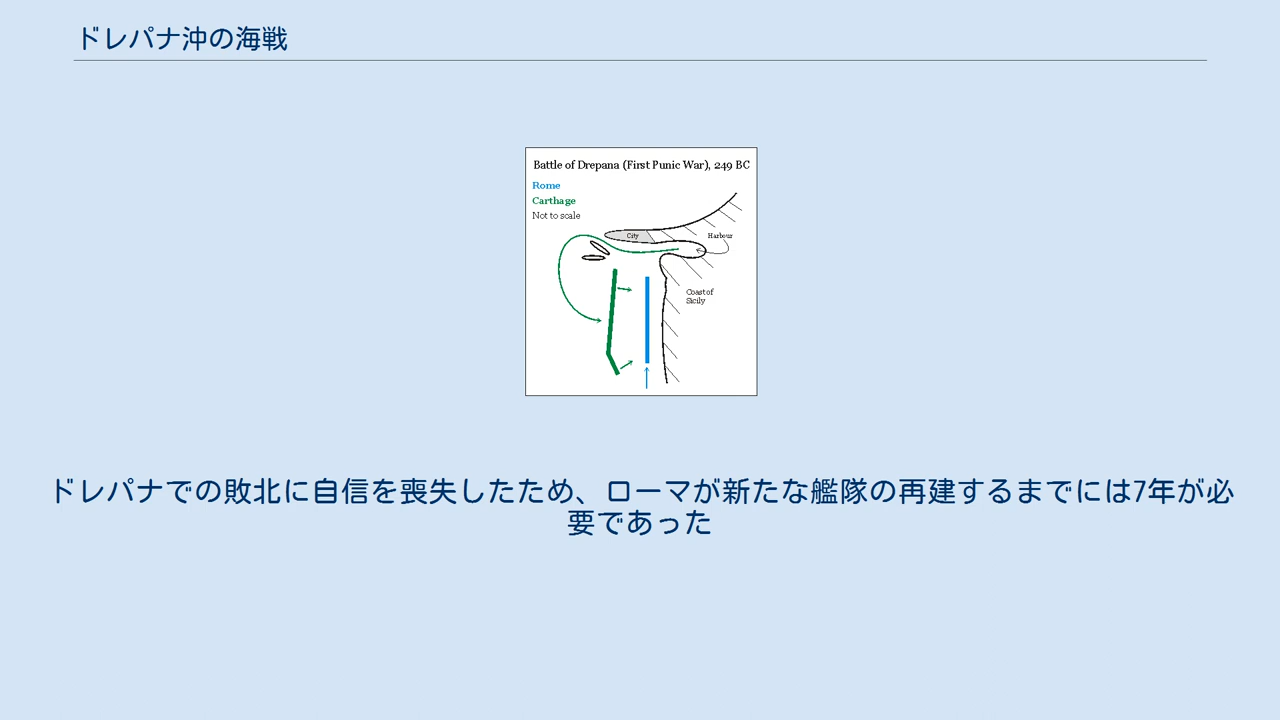 ドレパナ沖の海戦
Battle of Drepana (First Punic War), 249 BC
Rome
Carthage
Not to scale
City
Harbour
Coast of
Sicily
ドレパナでの敗北に自信を喪失したため、ローマが新たな艦隊の再建するまでには7年が必
要であった